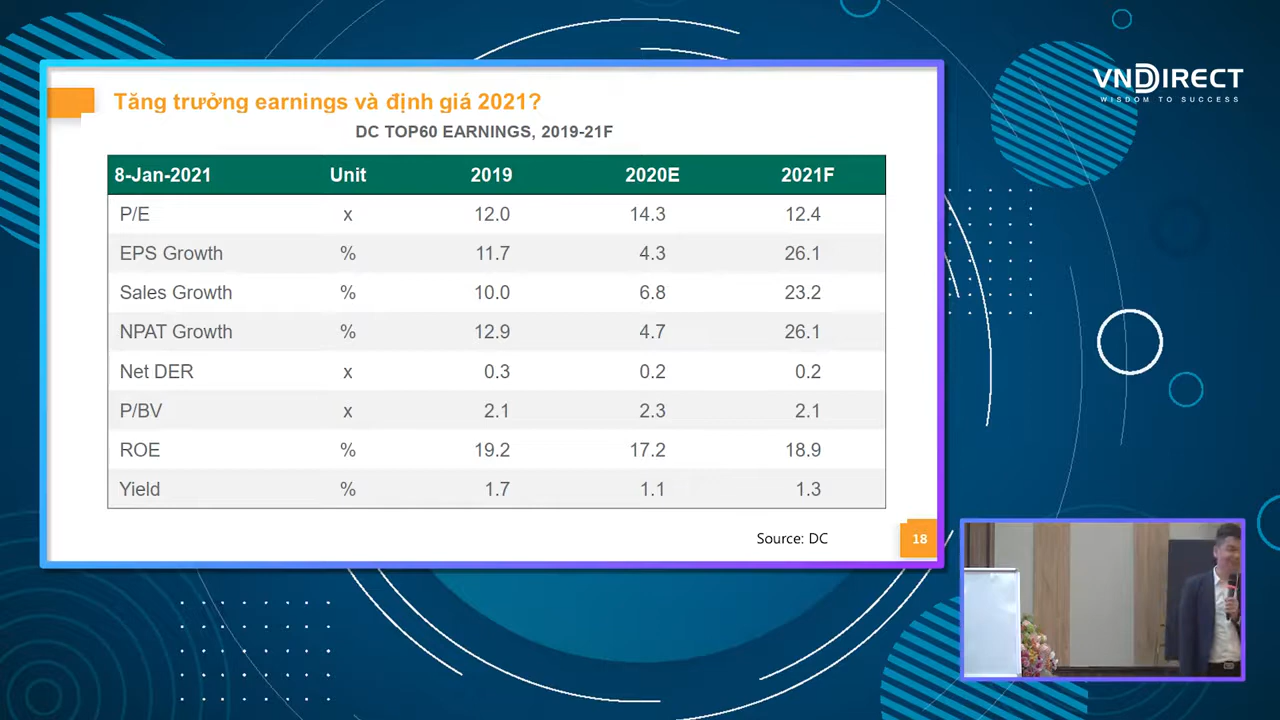 Tăng trưởng earnings và định giá 2021?
DC TOP60 EARNINGS, 2019-21F
8-Jan-2021 Unit 2019 2020E 2021F
P/E x 12.0 14.3 12.4
EPS Growth % 11.7 4.3 26.1
Sales Growth % 10.0 6.8 23.2
NPAT Growth % 12.9 4.7 26.1
Net DER x 0.3 0.2 0.2
P/BV x 2.1 2.3 2.1
ROE % 19.2 17.2 18.9
Yield % 1.7 1.1 1.3
Source: DC
18
VNDIRECT
WISDOM TO SUCCESS